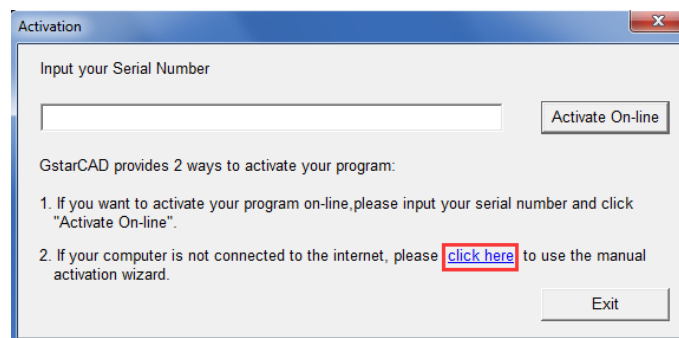 Activation
Input your Serial Number
Activate On-line
GstarCAD provides 2 ways to activate your program:
1. If you want to activate your program on-line,please input your serial number and click
"Activate On-line".
2. If your computer is not connected to the internet, please click here to use the manual
activation wizard.
Exit